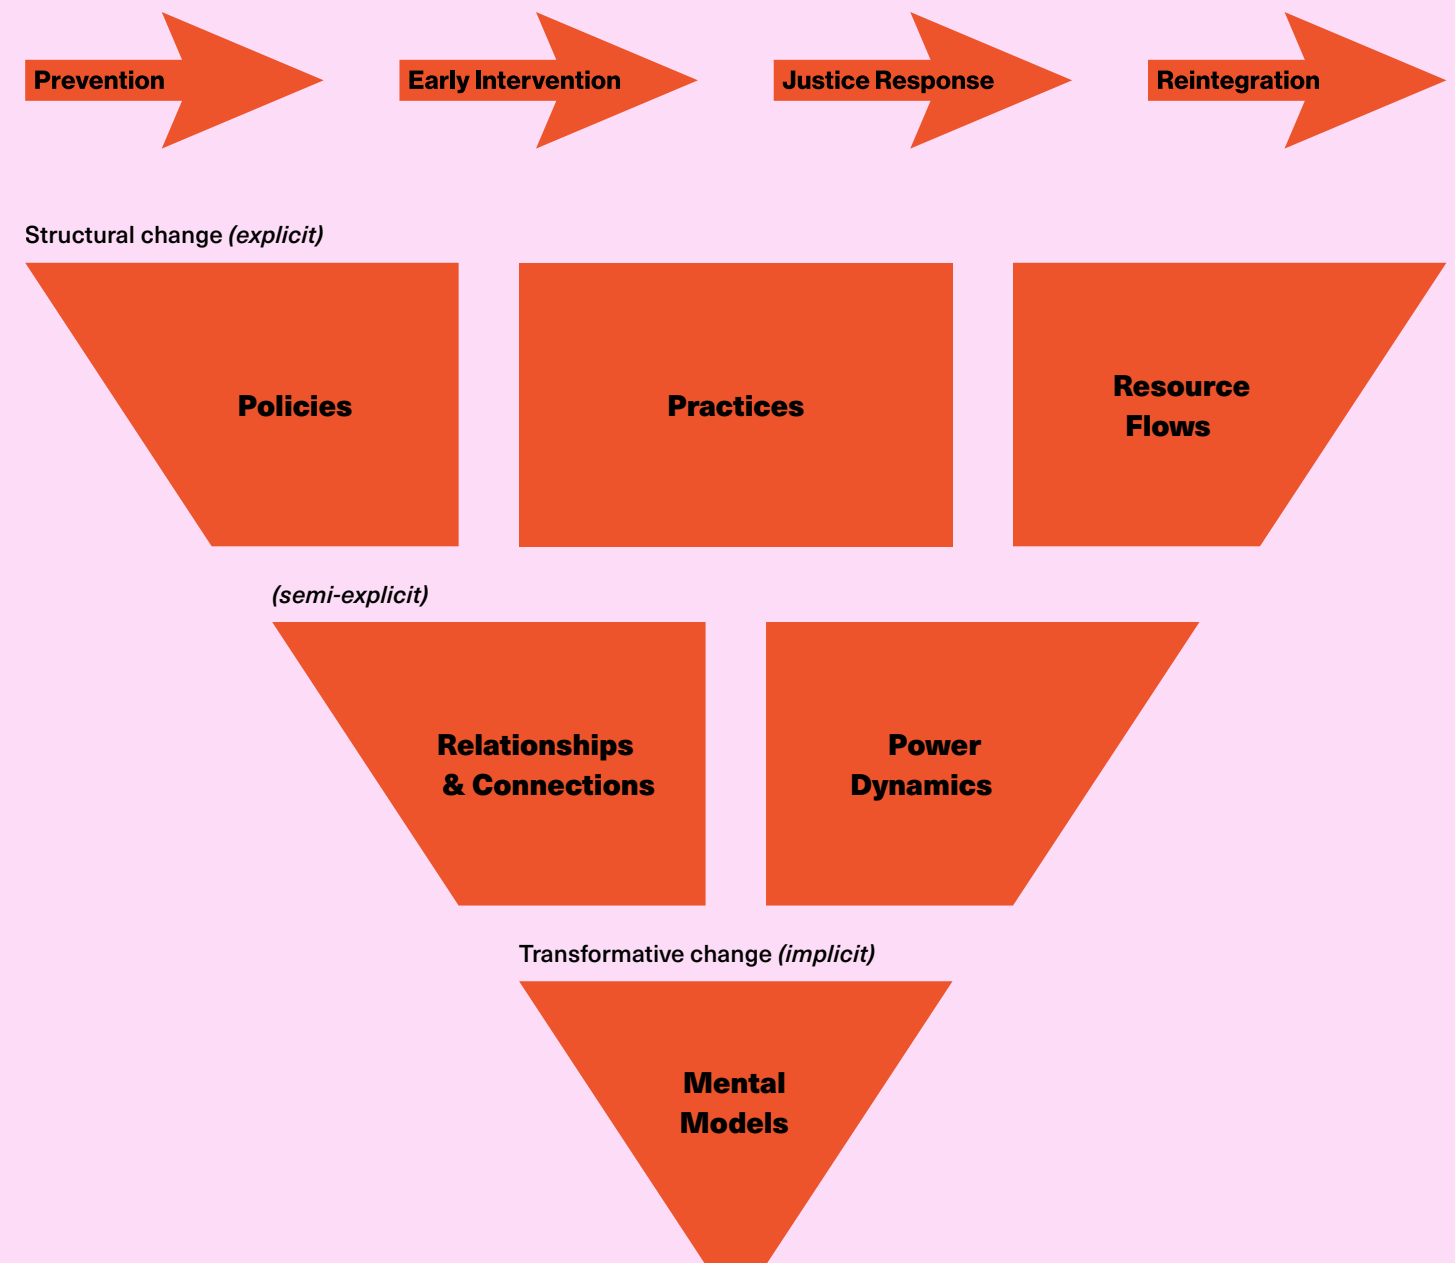 Prevention
Early Intervention
Justice Response
Reintegration
Structural change (explicit)
Policies
Practices
Resource
Flows
(semi-explicit)
Relationships
& Connections
Power
Dynamics
Transformative change (implicit)
Mental
Models